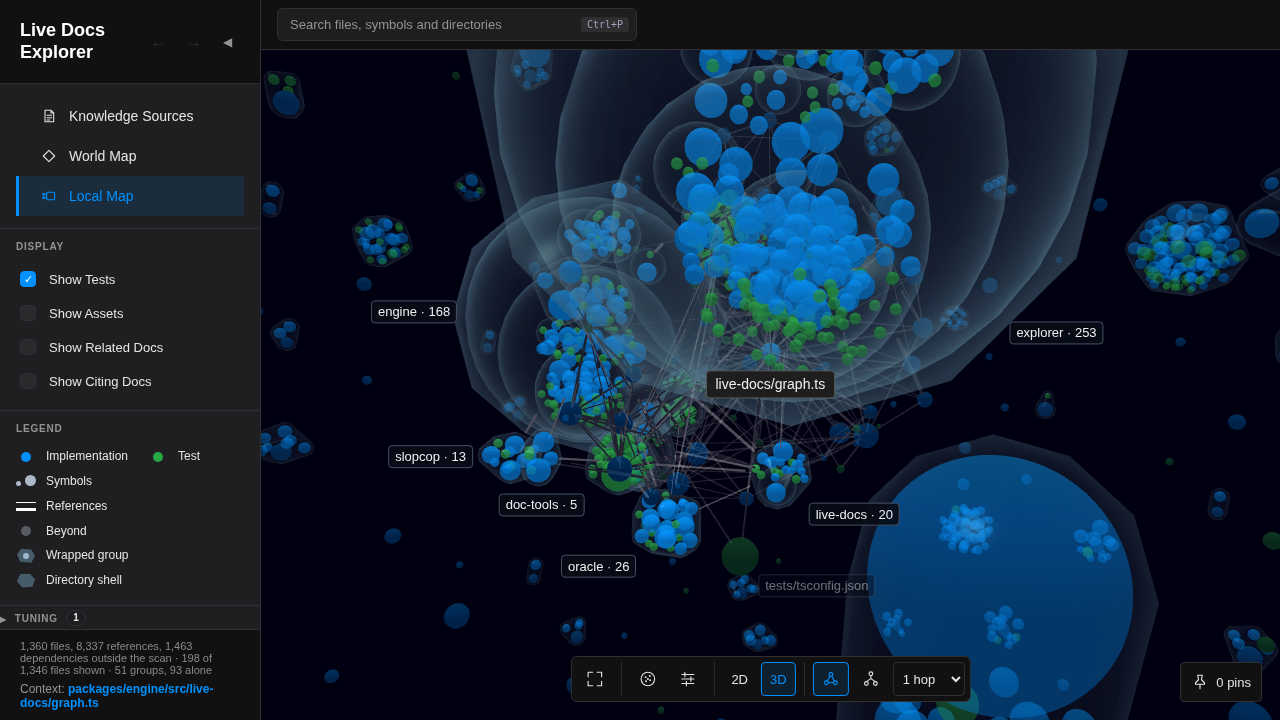 Live Docs
Explorer
← → ◀
Search files, symbols and directories
Ctrl+P
Knowledge Sources
World Map
Local Map
DISPLAY
Show Tests
Show Assets
Show Related Docs
Show Citing Docs
LEGEND
Implementation
Test
Symbols
References
Beyond
Wrapped group
Directory shell
TUNING 1
1,360 files, 8,337 references, 1,463
dependencies outside the scan · 198 of
1,346 files shown · 51 groups, 93 alone
Context: packages/engine/src/live-
docs/graph.ts
engine · 168
explorer · 253
live-docs/graph.ts
slopcop · 13
doc-tools · 5
live-docs · 20
oracle · 26
tests/tsconfig.json
2D
3D
1 hop
0 pins